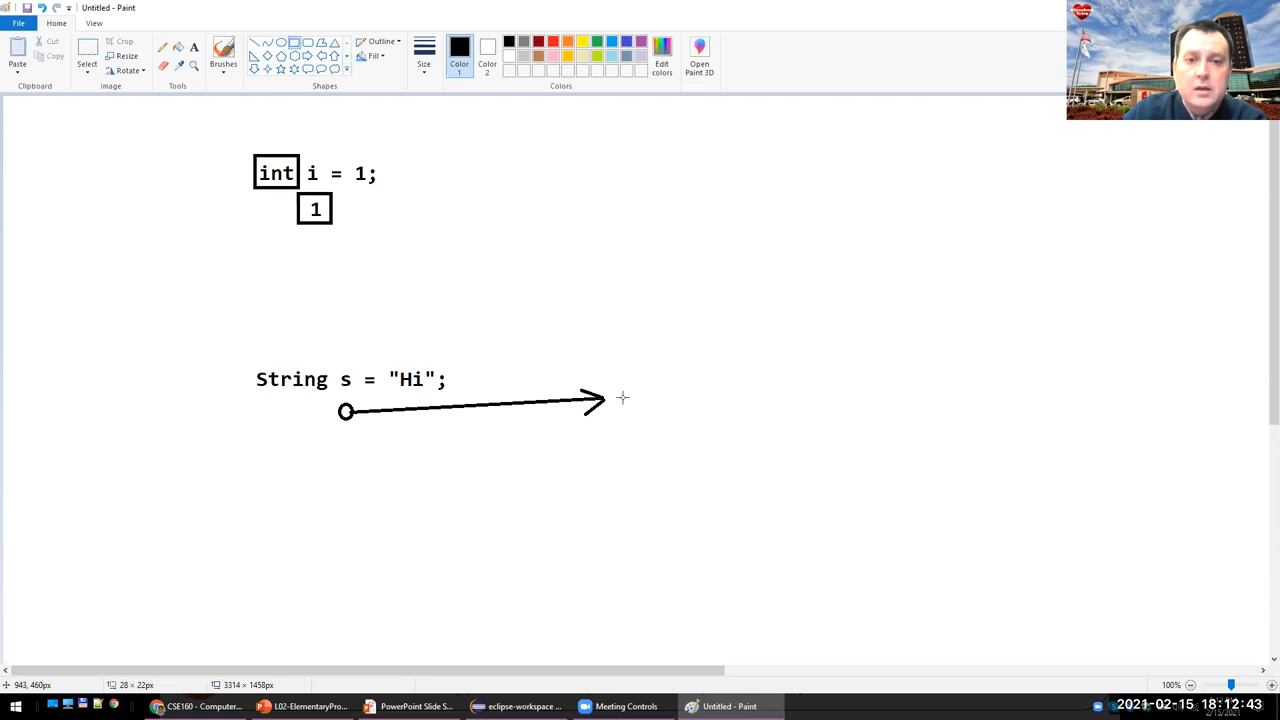 Untitled - Paint
File Home View
Paste
Cut
Copy
Clipboard
Select
Crop
Resize
Rotate
Image
Tools
Brushes
Outline
Fill
Shapes
Size
Color 1
Color 2
Edit colors
Colors
Open Paint 3D
int i = 1;
1
String s = "Hi";
943, 460px 28 × 22px 3314 × 1458px 100%
CSE160 - Computer... L02-ElementaryPro... PowerPoint Slide S... eclipse-workspace ... Meeting Controls Untitled - Paint
2021-02-15 18:12:43
2/15/2021